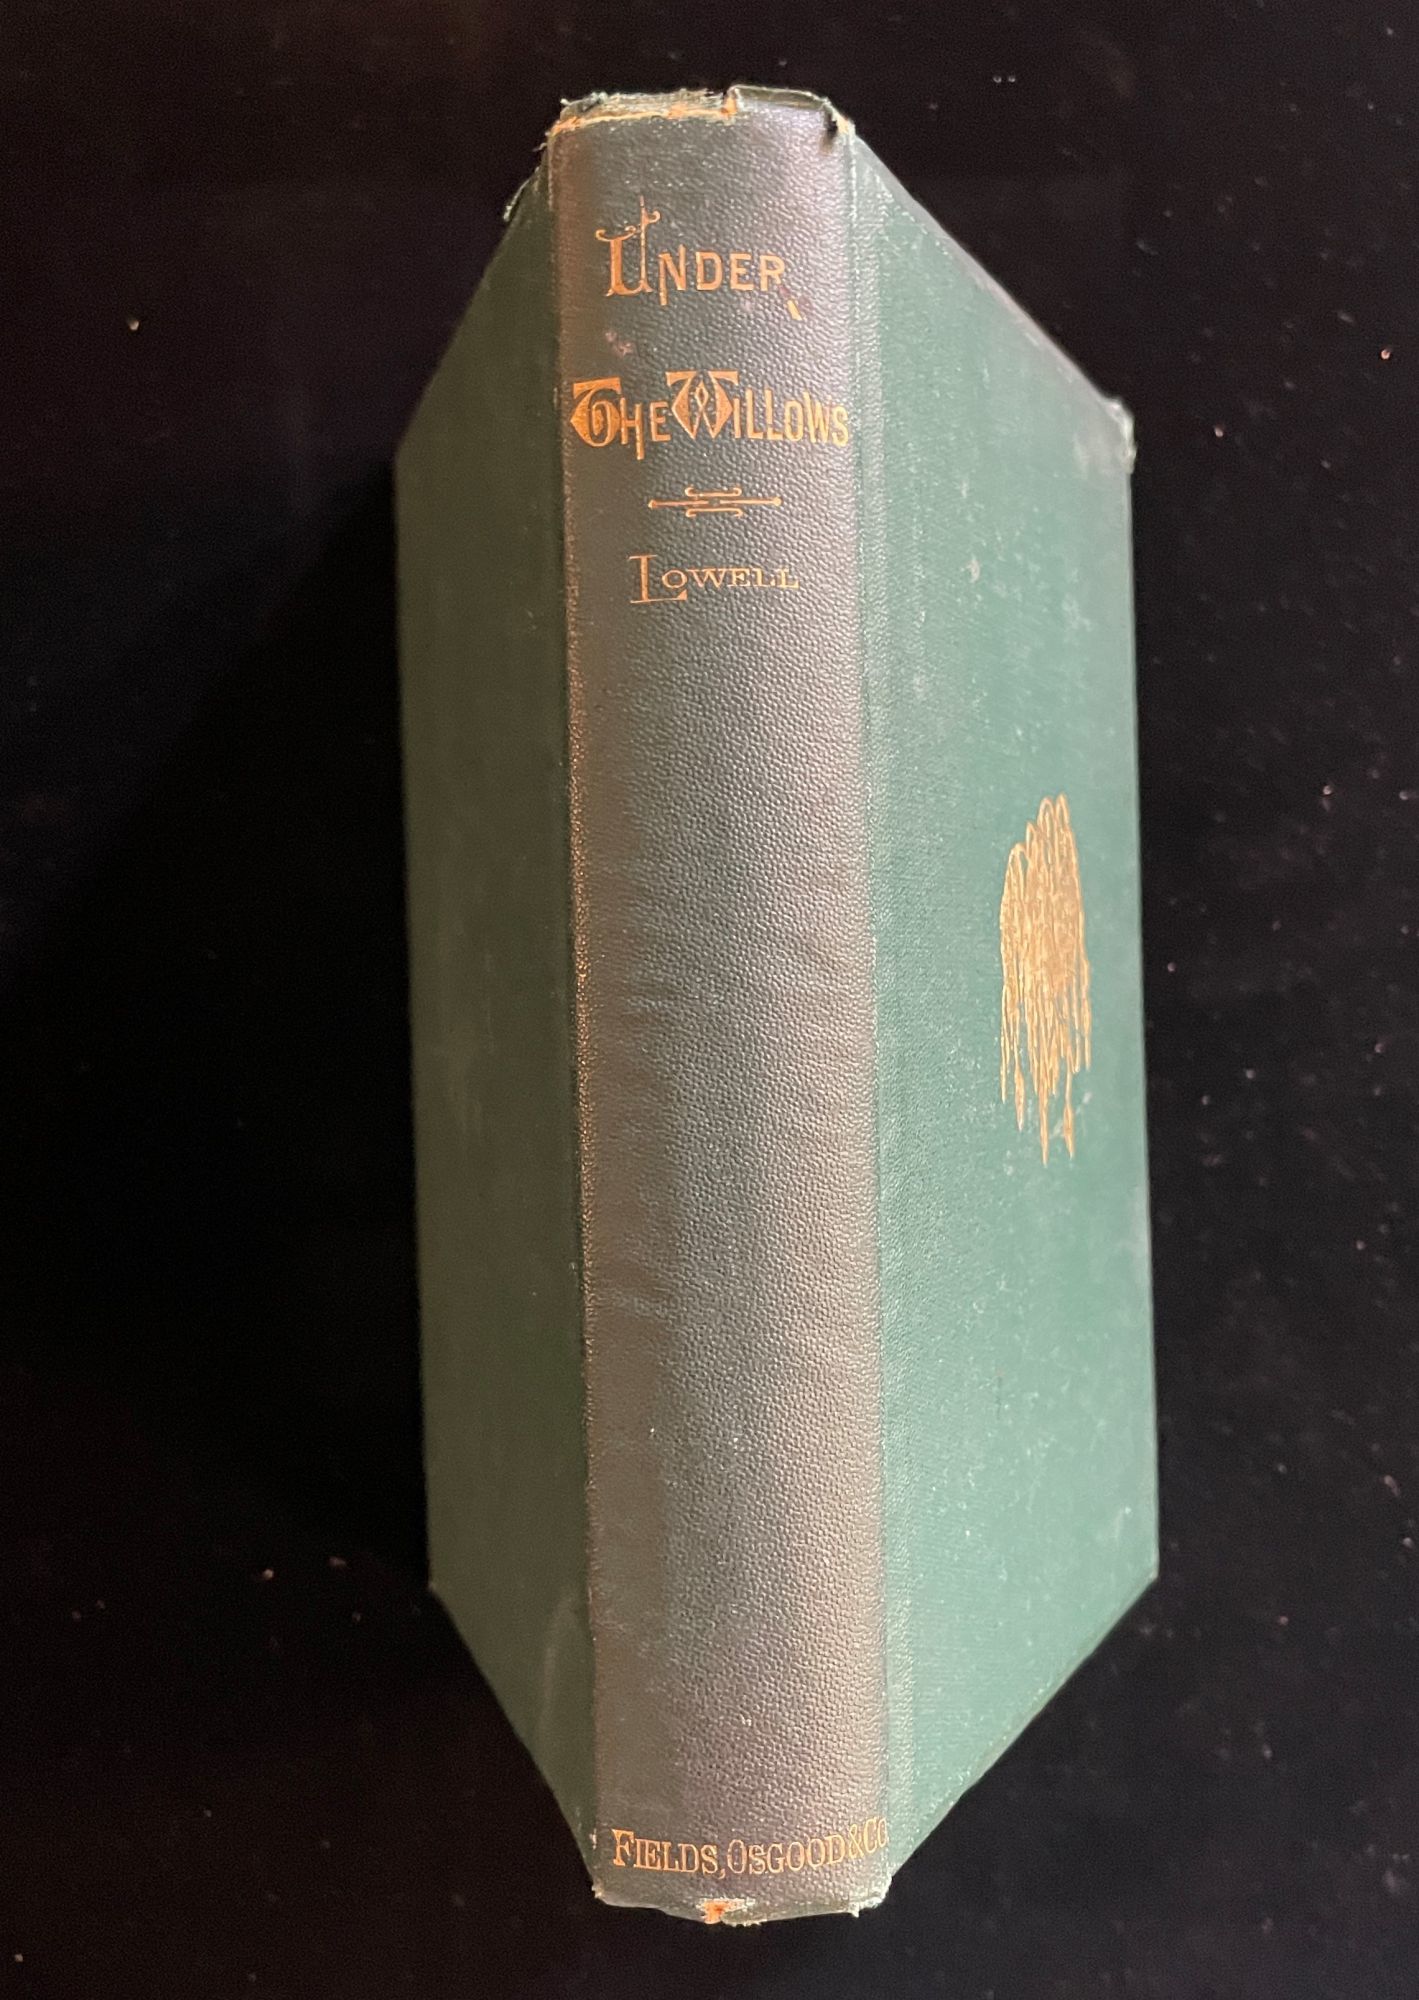 UNDER
THE WILLOWS
LOWELL
FIELDS, OSGOOD & CO